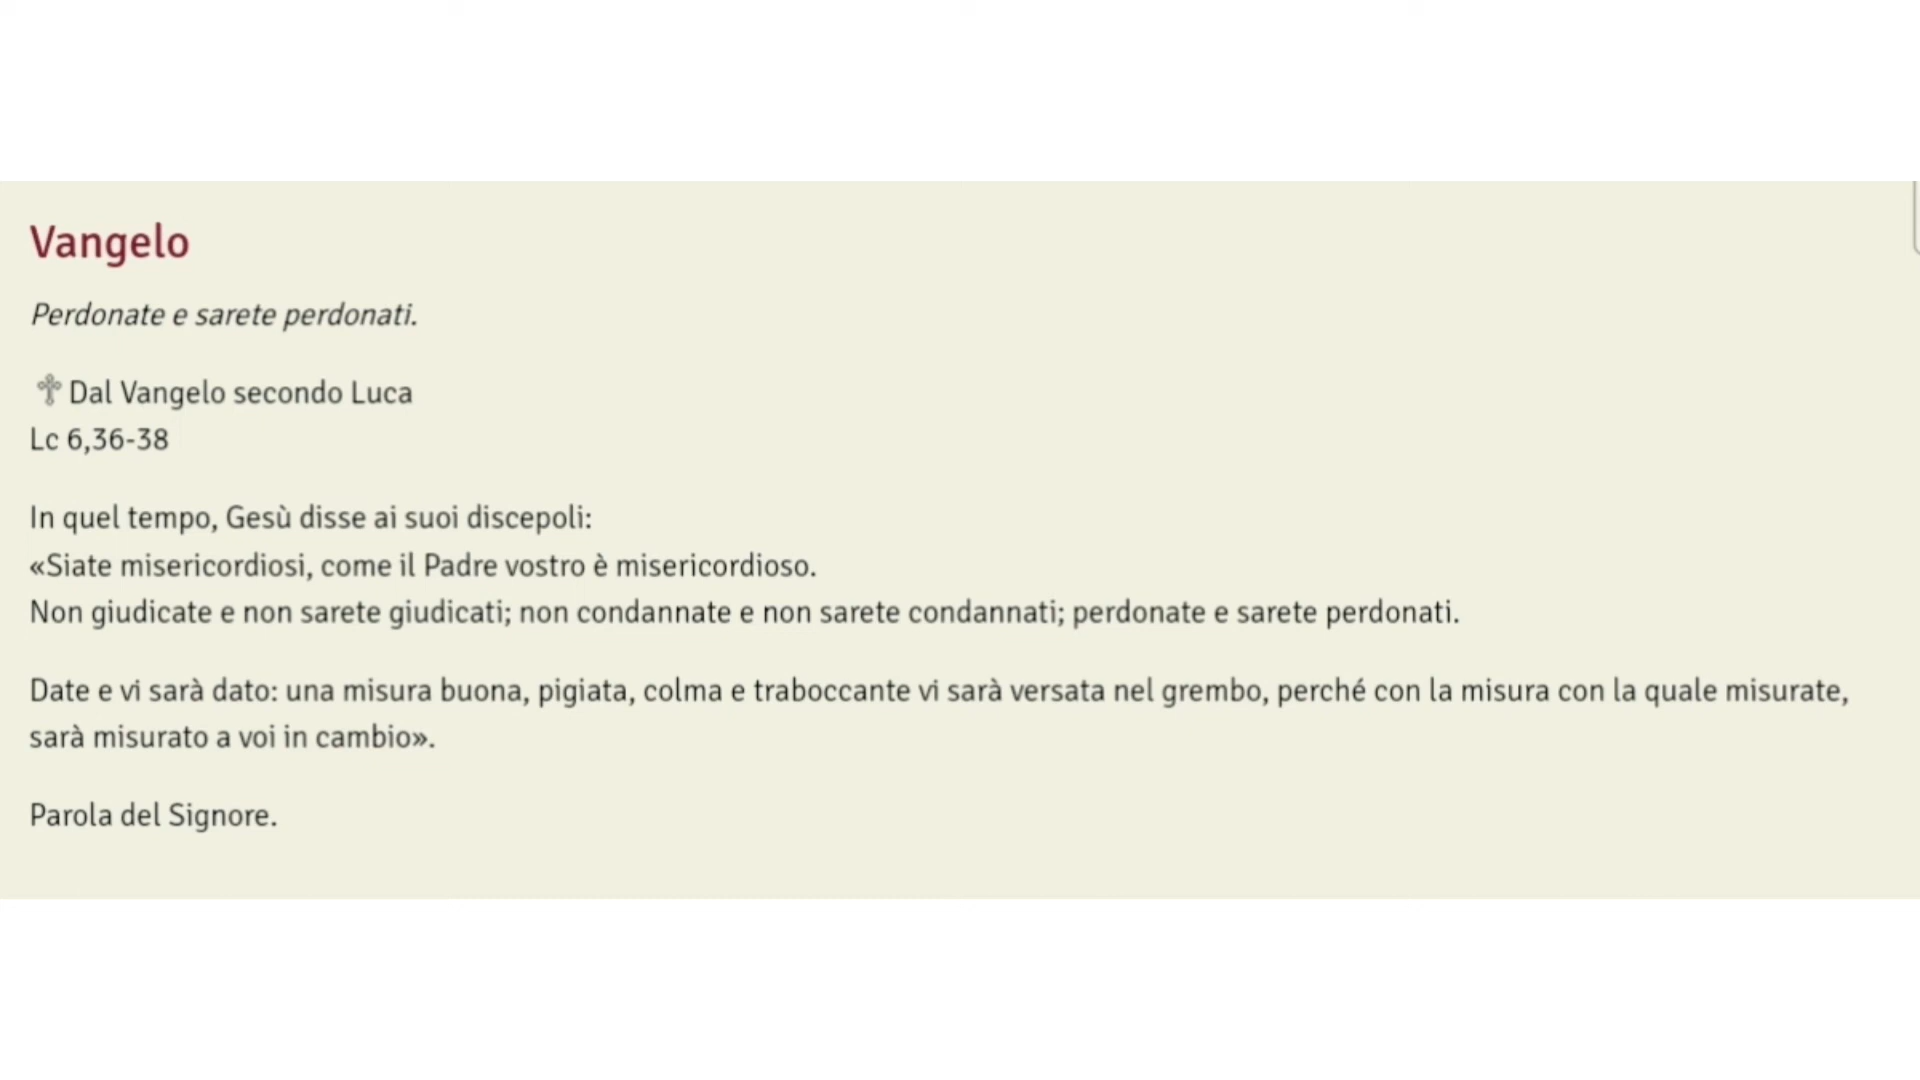 Vangelo
Perdonate e sarete perdonati.
Dal Vangelo secondo Luca
Lc 6,36-38
In quel tempo, Gesù disse ai suoi discepoli:
«Siate misericordiosi, come il Padre vostro è misericordioso.
Non giudicate e non sarete giudicati; non condannate e non sarete condannati; perdonate e sarete perdonati.
Date e vi sarà dato: una misura buona, pigiata, colma e traboccante vi sarà versata nel grembo, perché con la misura con la quale misurate,
sarà misurato a voi in cambio».
Parola del Signore.